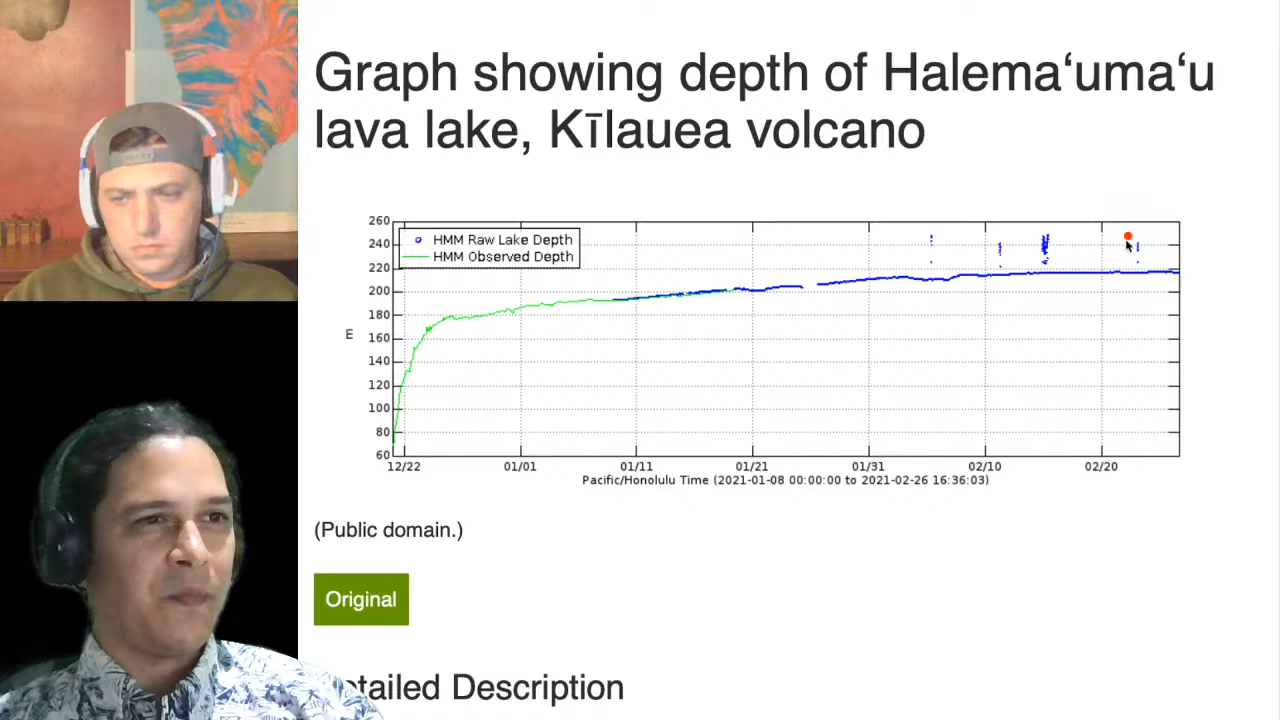 Graph showing depth of Halemaʻumaʻu
lava lake, Kīlauea volcano
260
240
220
200
180
160
140
120
100
80
60
m
HMM Raw Lake Depth
HMM Observed Depth
12/22 01/01 01/11 01/21 01/31 02/10 02/20
Pacific/Honolulu Time (2021-01-08 00:00:00 to 2021-02-26 16:36:03)
(Public domain.)
Original
tailed Description